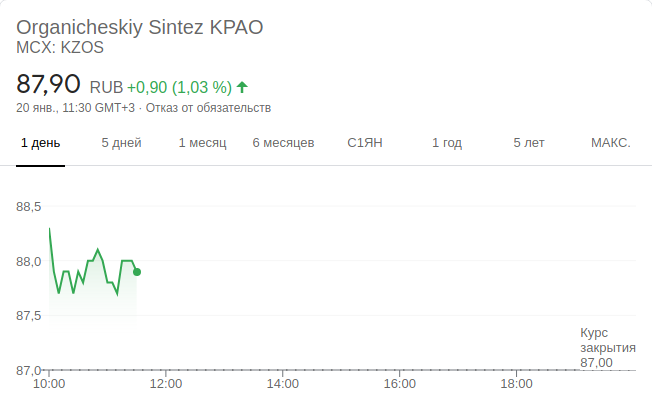 Organicheskiy Sintez KPAO
MCX: KZOS
87,90 RUB +0,90 (1,03 %)
20 янв., 11:30 GMT+3 · Отказ от обязательств
1 день 5 дней 1 месяц 6 месяцев С1ЯН 1 год 5 лет МАКС.
88,5
88,0
87,5
Курс
закрытия
87,00
87,0
10:00 12:00 14:00 16:00 18:00